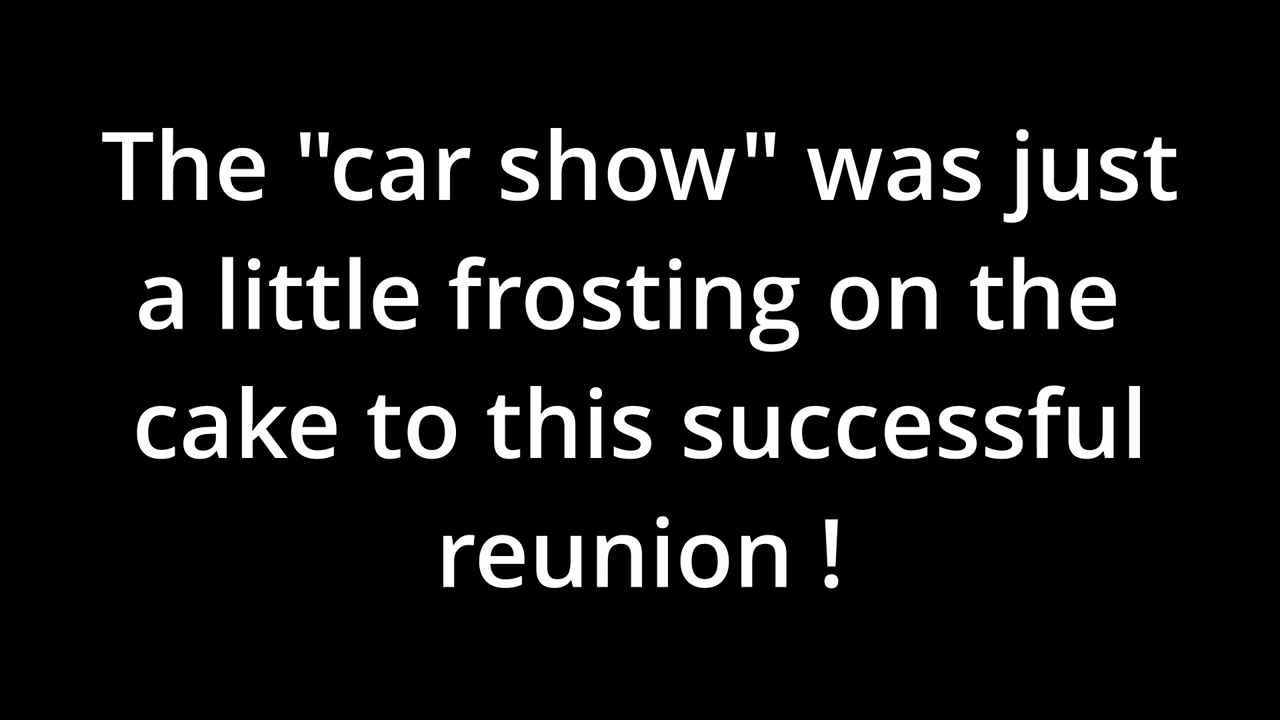 The "car show" was just
a little frosting on the
cake to this successful
reunion !